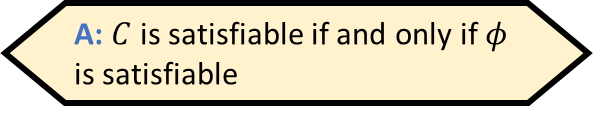 A: C is satisfiable if and only if ϕ
is satisfiable